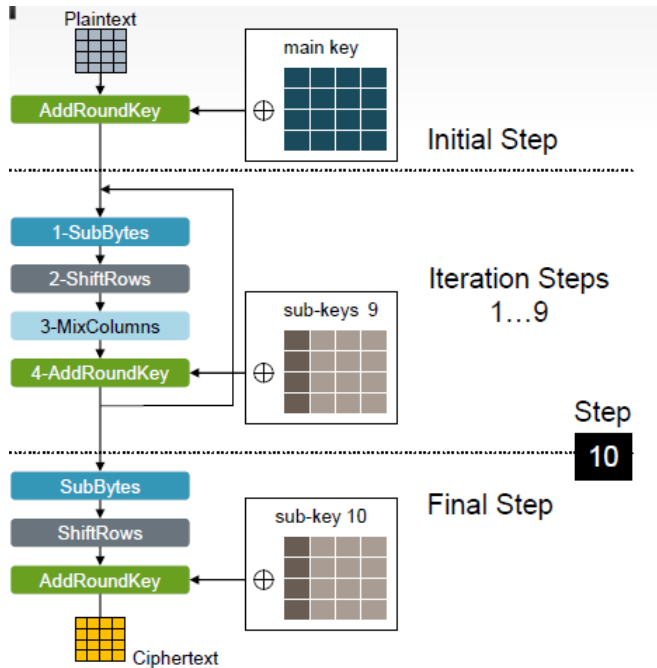 Plaintext
main key
AddRoundKey
Initial Step
1-SubBytes
2-ShiftRows
Iteration Steps
1...9
sub-keys 9
3-MixColumns
4-AddRoundKey
Step
10
SubBytes
Final Step
sub-key 10
ShiftRows
AddRoundKey
Ciphertext